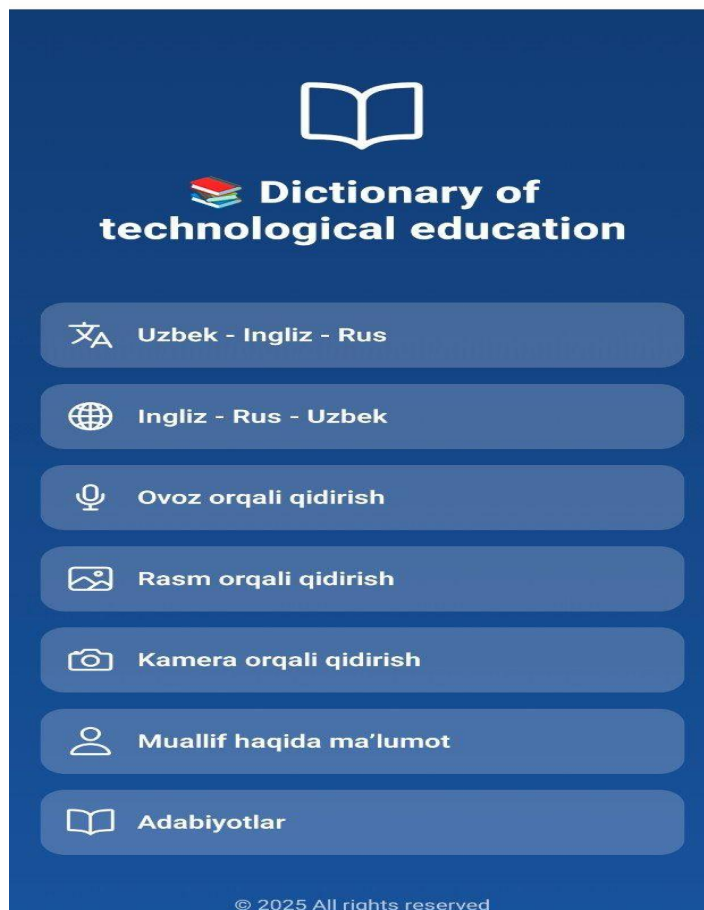 📚 Dictionary of
technological education
Uzbek - Ingliz - Rus
Ingliz - Rus - Uzbek
Ovoz orqali qidirish
Rasm orqali qidirish
Kamera orqali qidirish
Muallif haqida ma’lumot
Adabiyotlar
© 2025 All rights reserved